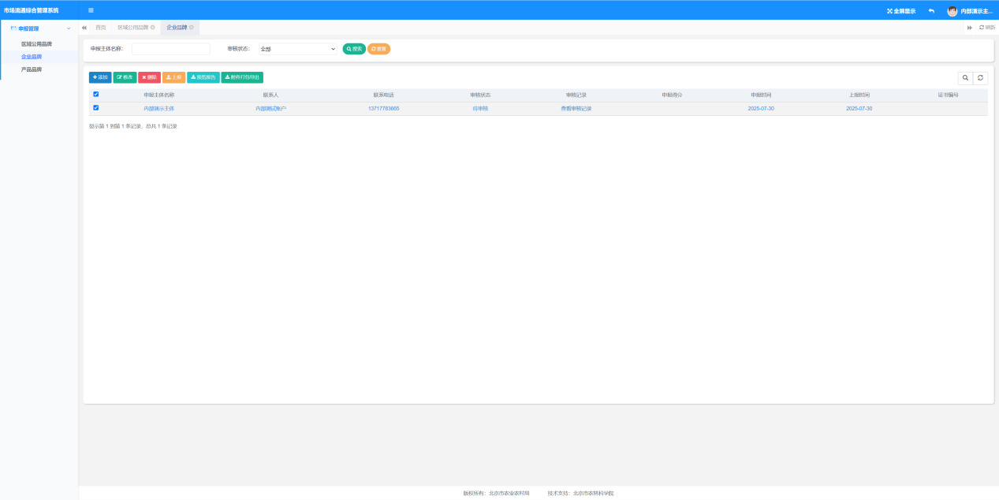 市场流通综合管理系统
全屏显示
内部演示主...
申报管理
区域公用品牌
企业品牌
产品品牌
首页 区域公用品牌 企业品牌 刷新
申报主体名称: 审核状态: 全部 搜索 重置
添加 修改 删除 上报 预览报告 附件打包导出
申报主体名称 联系人 联系电话 审核状态 审核记录 申报得分 申报时间 上报时间 证书编号
内部演示主体 内部测试账户 13717783665 待审核 查看审核记录 2025-07-30 2025-07-30
显示第 1 到第 1 条记录，总共 1 条记录
版权所有：北京市农业农村局 技术支持：北京市农林科学院